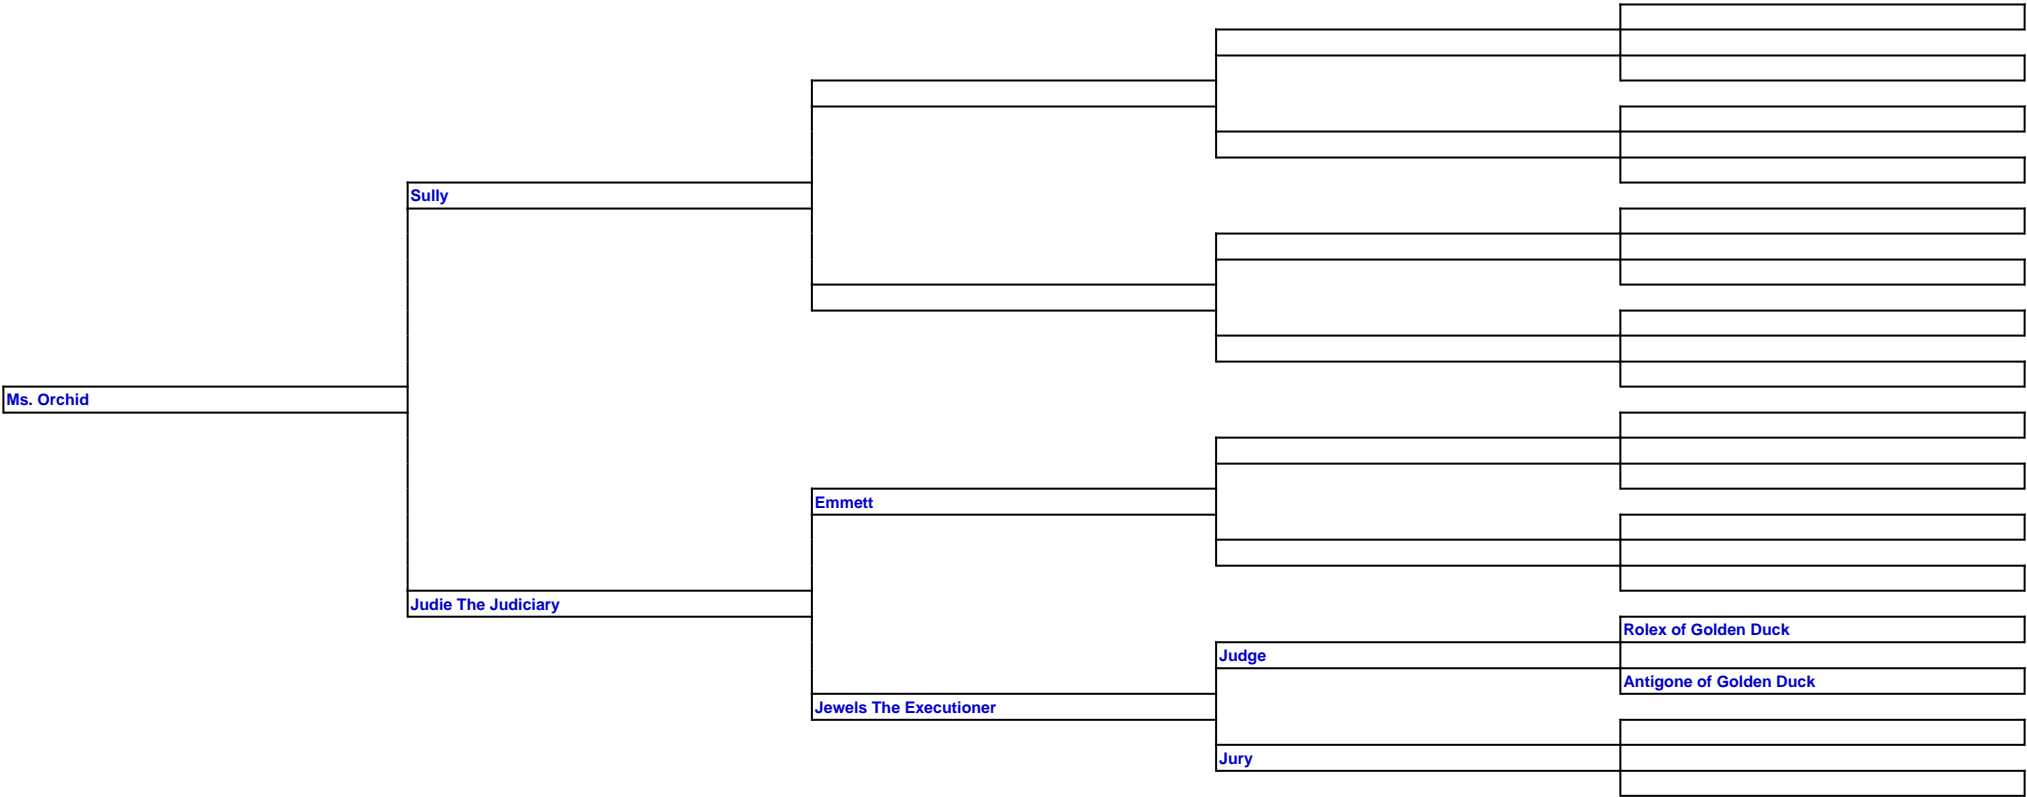 Sully
Ms. Orchid
Emmett
Judie The Judiciary
Rolex of Golden Duck
Judge
Antigone of Golden Duck
Jewels The Executioner
Jury